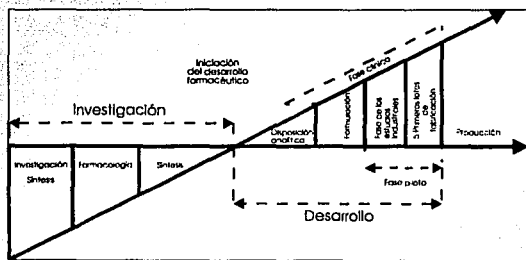 Iniciación
del desarrollo
farmacéutico
Investigación
Fase clínica
Investigación
Síntesis
Farmacología
Síntesis
Disposición
analítica
Formulación
Fase de los
estudios
industriales
3 Primeros lotes
de
fabricación
Producción
Fase piloto
Desarrollo